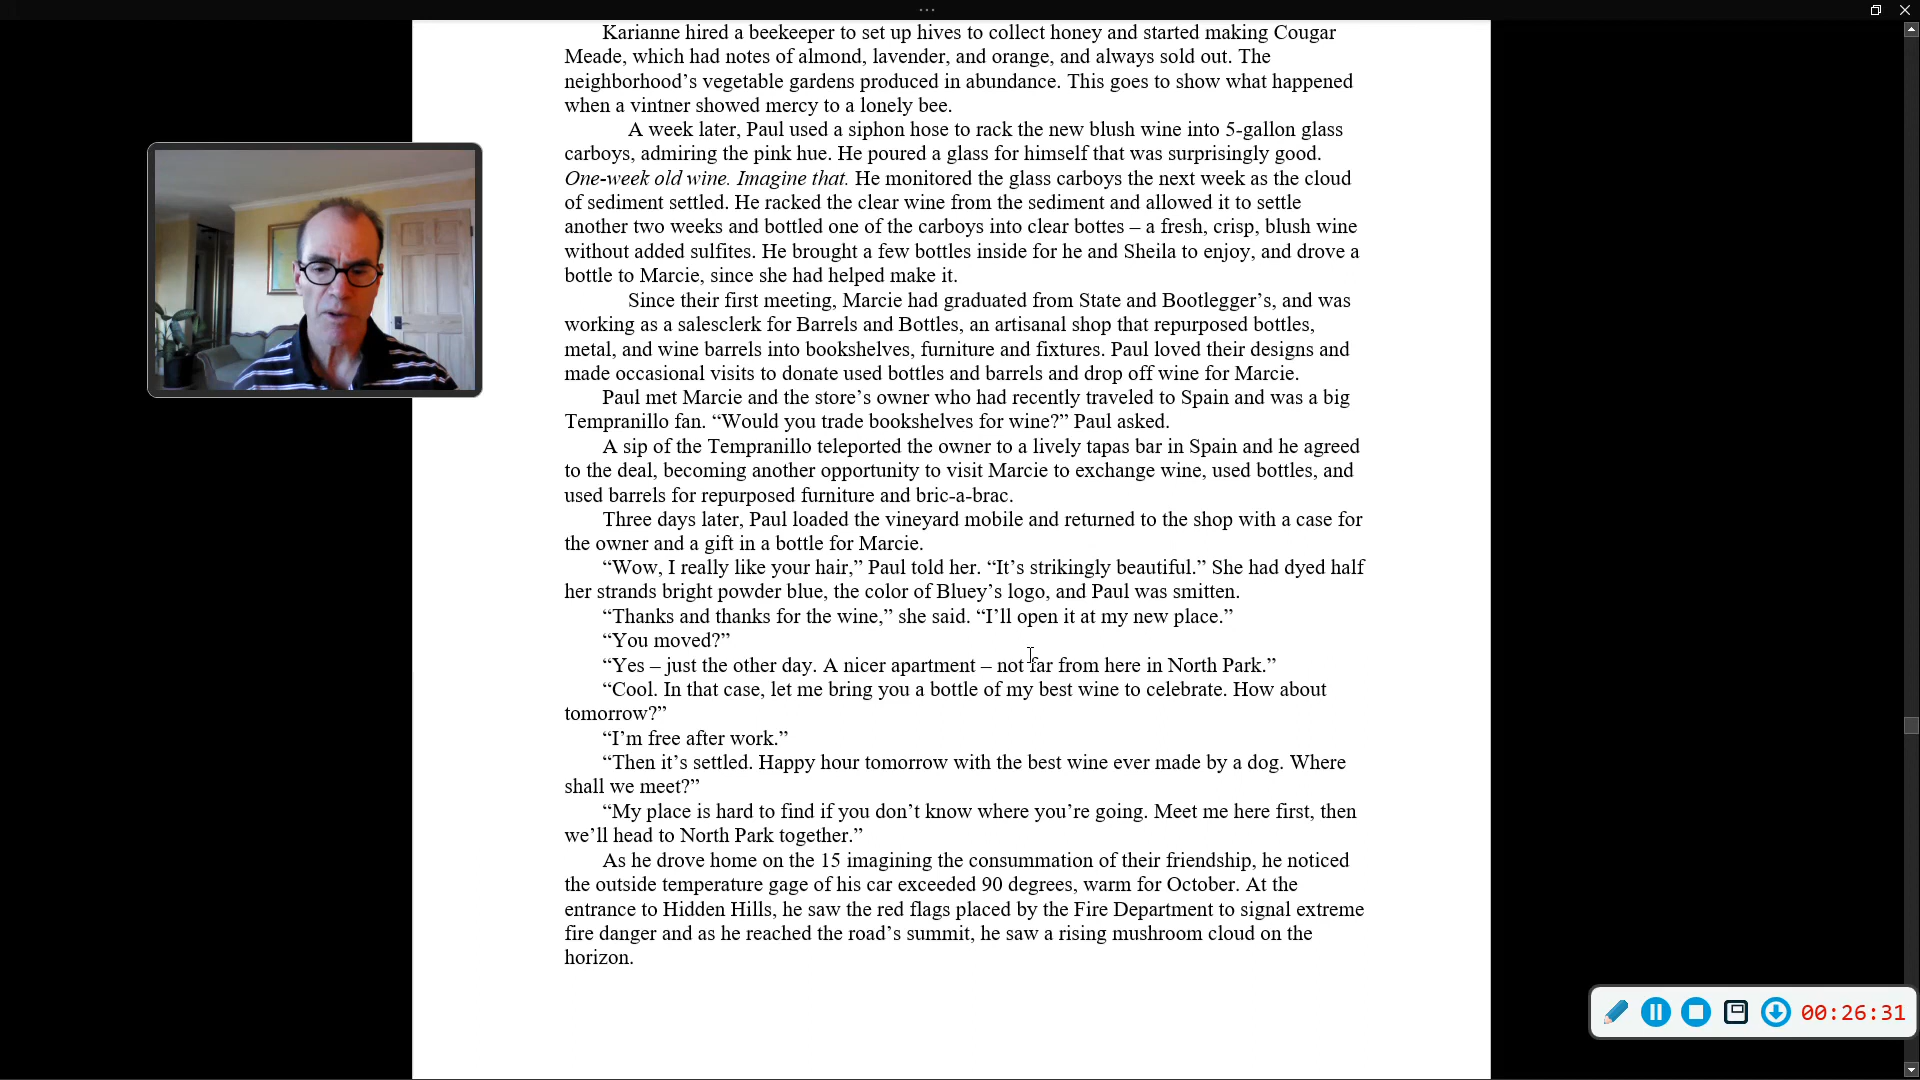 Karianne hired a beekeeper to set up hives to collect honey and started making Cougar
Meade, which had notes of almond, lavender, and orange, and always sold out. The
neighborhood’s vegetable gardens produced in abundance. This goes to show what happened
when a vintner showed mercy to a lonely bee.
A week later, Paul used a siphon hose to rack the new blush wine into 5-gallon glass
carboys, admiring the pink hue. He poured a glass for himself that was surprisingly good.
One-week old wine. Imagine that. He monitored the glass carboys the next week as the cloud
of sediment settled. He racked the clear wine from the sediment and allowed it to settle
another two weeks and bottled one of the carboys into clear bottes – a fresh, crisp, blush wine
without added sulfites. He brought a few bottles inside for he and Sheila to enjoy, and drove a
bottle to Marcie, since she had helped make it.
Since their first meeting, Marcie had graduated from State and Bootlegger’s, and was
working as a salesclerk for Barrels and Bottles, an artisanal shop that repurposed bottles,
metal, and wine barrels into bookshelves, furniture and fixtures. Paul loved their designs and
made occasional visits to donate used bottles and barrels and drop off wine for Marcie.
Paul met Marcie and the store’s owner who had recently traveled to Spain and was a big
Tempranillo fan. “Would you trade bookshelves for wine?” Paul asked.
A sip of the Tempranillo teleported the owner to a lively tapas bar in Spain and he agreed
to the deal, becoming another opportunity to visit Marcie to exchange wine, used bottles, and
used barrels for repurposed furniture and bric-a-brac.
Three days later, Paul loaded the vineyard mobile and returned to the shop with a case for
the owner and a gift in a bottle for Marcie.
“Wow, I really like your hair,” Paul told her. “It’s strikingly beautiful.” She had dyed half
her strands bright powder blue, the color of Bluey’s logo, and Paul was smitten.
“Thanks and thanks for the wine,” she said. “I’ll open it at my new place.”
“You moved?”
“Yes – just the other day. A nicer apartment – not far from here in North Park.”
“Cool. In that case, let me bring you a bottle of my best wine to celebrate. How about
tomorrow?”
“I’m free after work.”
“Then it’s settled. Happy hour tomorrow with the best wine ever made by a dog. Where
shall we meet?”
“My place is hard to find if you don’t know where you’re going. Meet me here first, then
we’ll head to North Park together.”
As he drove home on the 15 imagining the consummation of their friendship, he noticed
the outside temperature gage of his car exceeded 90 degrees, warm for October. At the
entrance to Hidden Hills, he saw the red flags placed by the Fire Department to signal extreme
fire danger and as he reached the road’s summit, he saw a rising mushroom cloud on the
horizon.
00:26:31